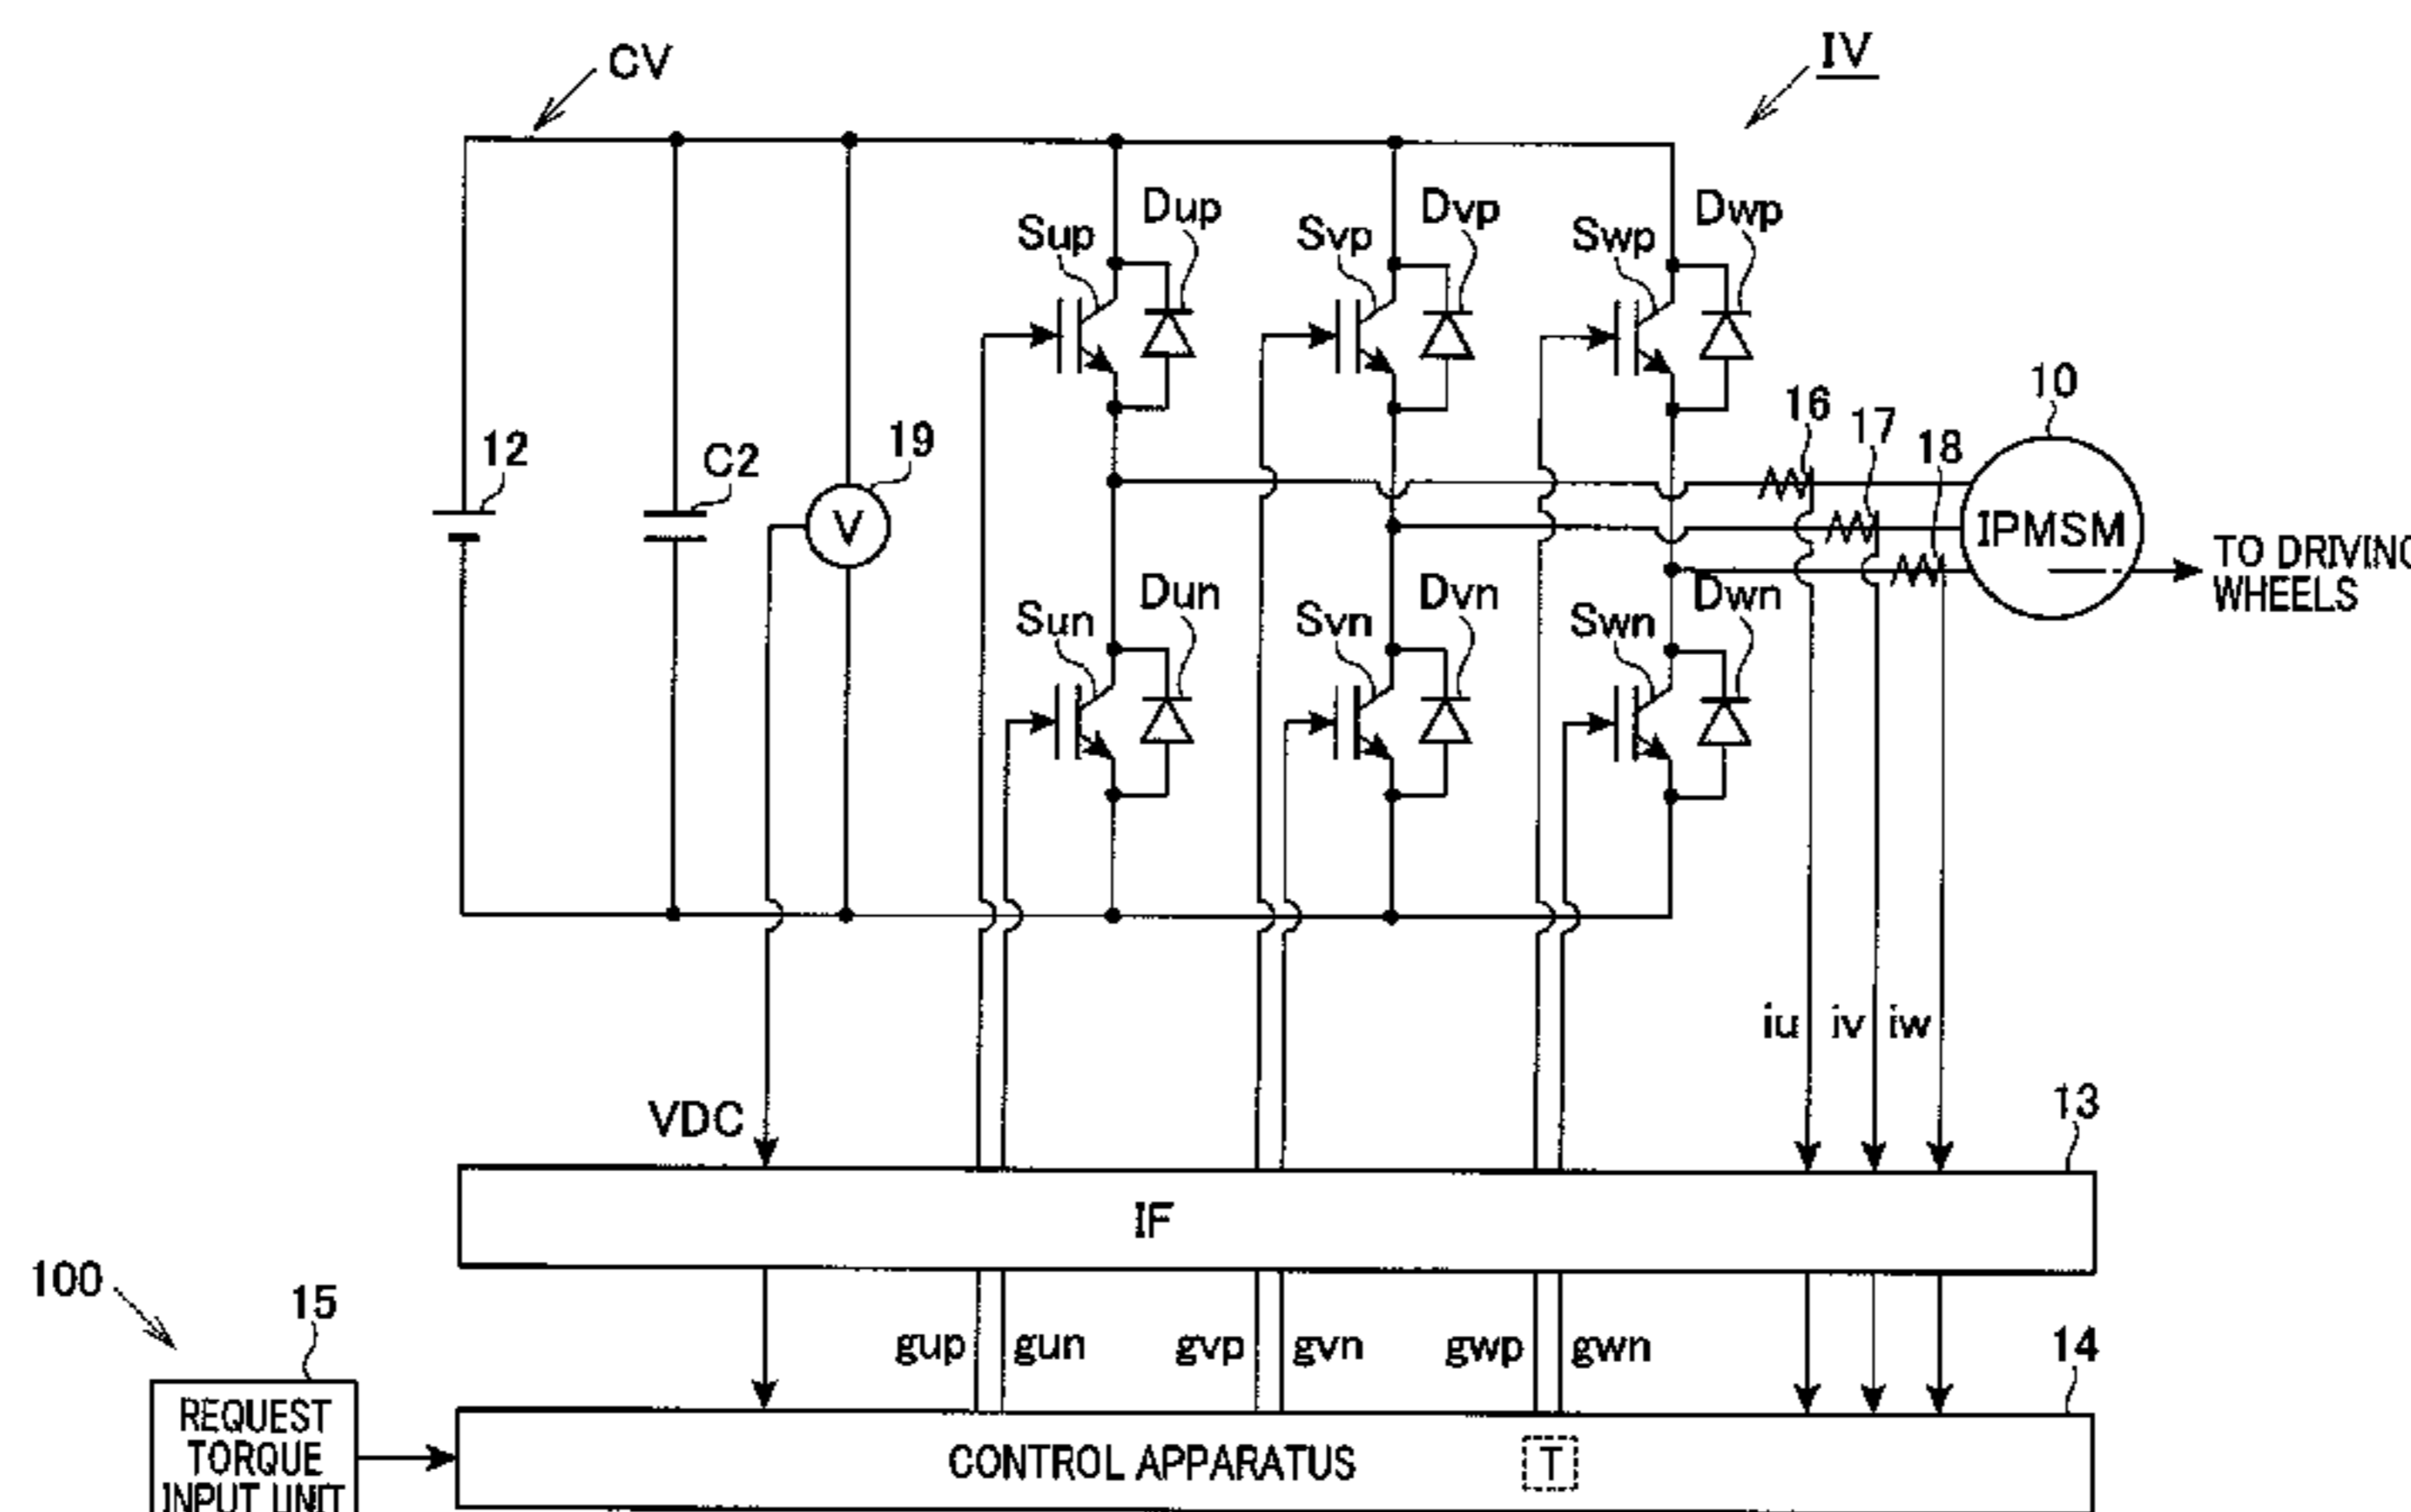 CV
IV
Dup
Dvp
Dwp
Sup
Svp
Swp
10
16
17
18
12
C2
19
V
IPMSM
TO DRIVING
WHEELS
Dun
Dvn
Dwn
Sun
Svn
Swn
iu
iv
iw
VDC
13
IF
100
15
gup
gun
gvp
gvn
gwp
gwn
14
REQUEST
TORQUE
INPUT UNIT
CONTROL APPARATUS
T